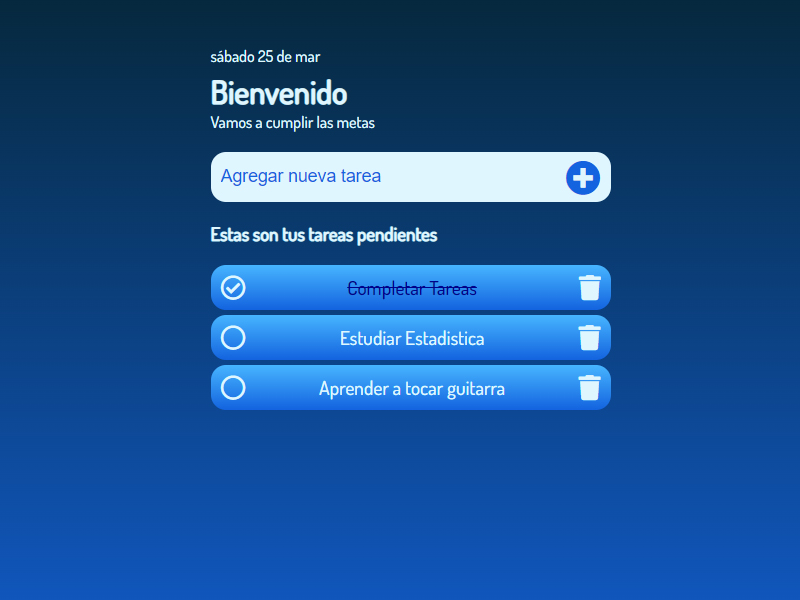 sábado 25 de mar
Bienvenido
Vamos a cumplir las metas
Agregar nueva tarea
Estas son tus tareas pendientes
Completar Tareas
Estudiar Estadistica
Aprender a tocar guitarra